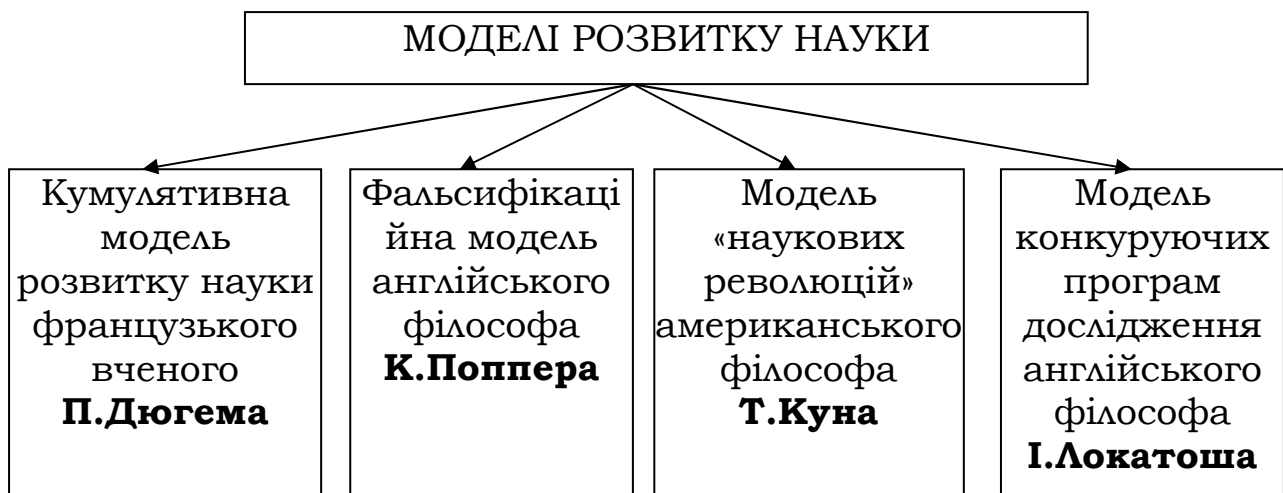 МОДЕЛІ РОЗВИТКУ НАУКИ
Кумулятивна
модель
розвитку науки
французького
вченого
П.Дюгема
Фальсифікаці
йна модель
англійського
філософа
К.Поппера
Модель
«наукових
революцій»
американського
філософа
Т.Куна
Модель
конкуруючих
програм
дослідження
англійського
філософа
І.Локатоша